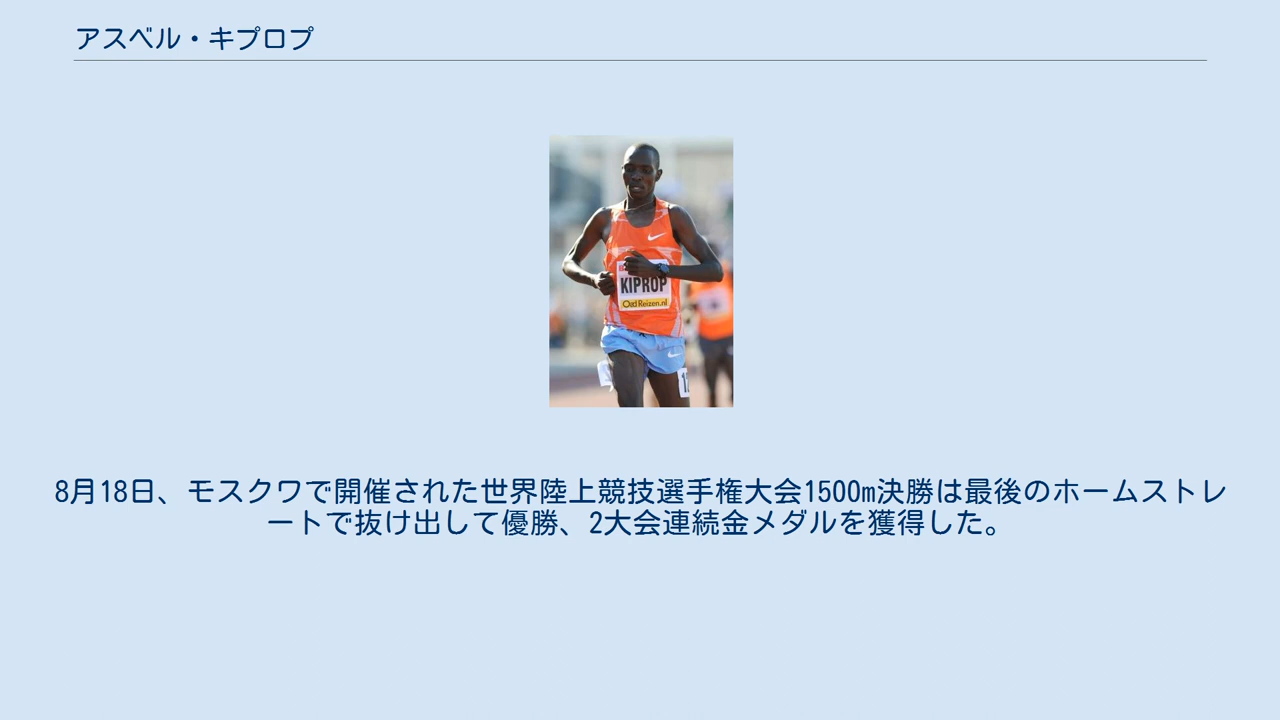 アスベル・キプロプ
KIPROP
Oad Reizen.nl
8月18日、モスクワで開催された世界陸上競技選手権大会1500m決勝は最後のホームストレ
ートで抜け出して優勝、2大会連続金メダルを獲得した。